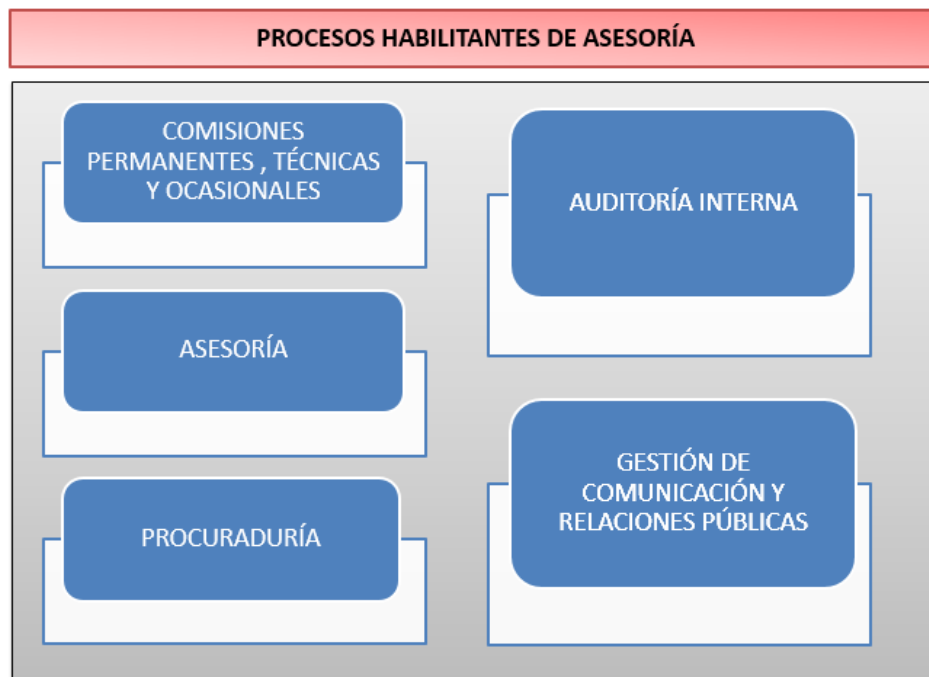 PROCESOS HABILITANTES DE ASESORÍA
COMISIONES
PERMANENTES , TÉCNICAS
Y OCASIONALES
ASESORÍA
PROCURADURÍA
AUDITORÍA INTERNA
GESTIÓN DE
COMUNICACIÓN Y
RELACIONES PÚBLICAS